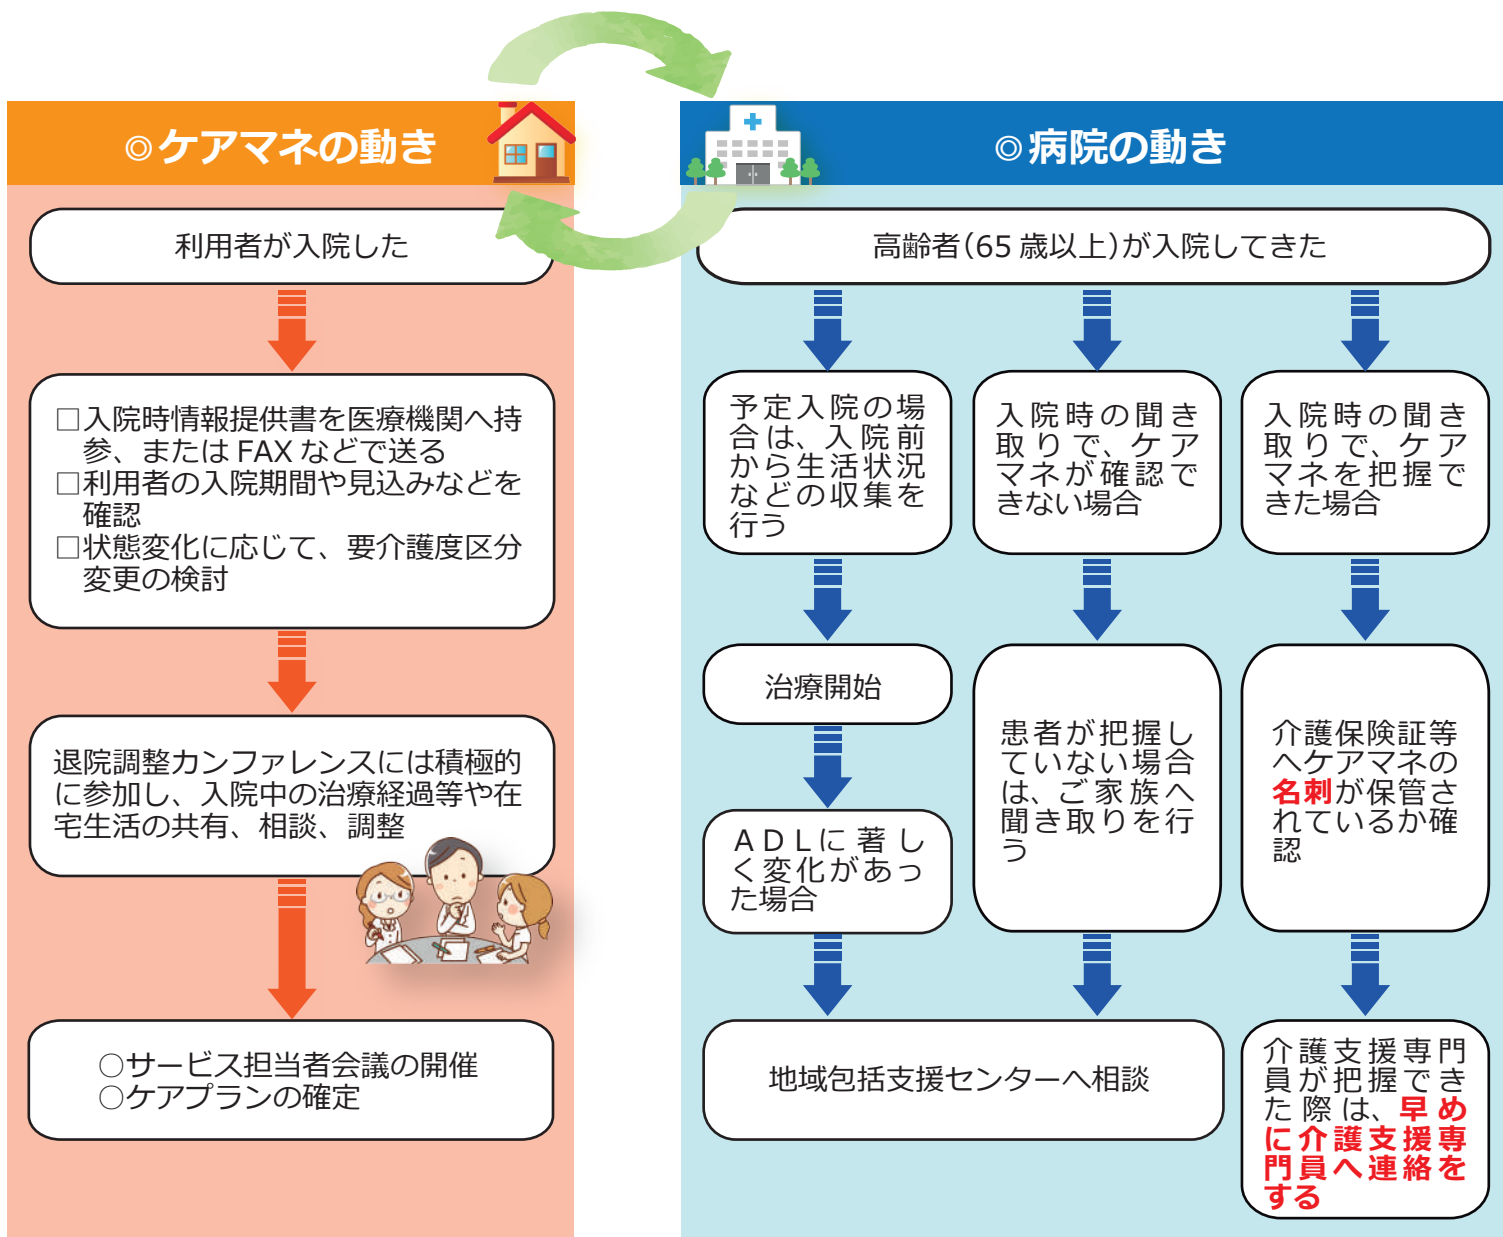 ◎ケアマネの動き
利用者が入院した
□入院時情報提供書を医療機関へ持
参、または FAX などで送る
□利用者の入院期間や見込みなどを
確認
□状態変化に応じて、要介護度区分
変更の検討
退院調整カンファレンスには積極的
に参加し、入院中の治療経過等や在
宅生活の共有、相談、調整
○サービス担当者会議の開催
○ケアプランの確定
◎病院の動き
高齢者(65 歳以上)が入院してきた
予定入院の場
合は、入院前
から生活状況
などの収集を
行う
治療開始
ADLに著し
く変化があっ
た場合
入院時の聞き
取りで、ケア
マネが確認で
きない場合
患者が把握し
ていない場合
は、ご家族へ
聞き取りを行
う
地域包括支援センターへ相談
入院時の聞き
取りで、ケア
マネを把握で
きた場合
介護保険証等
へケアマネの
名刺が保管さ
れているか確
認
介護支援専門
員が把握でき
た際は、早め
に介護支援専
門員へ連絡を
する